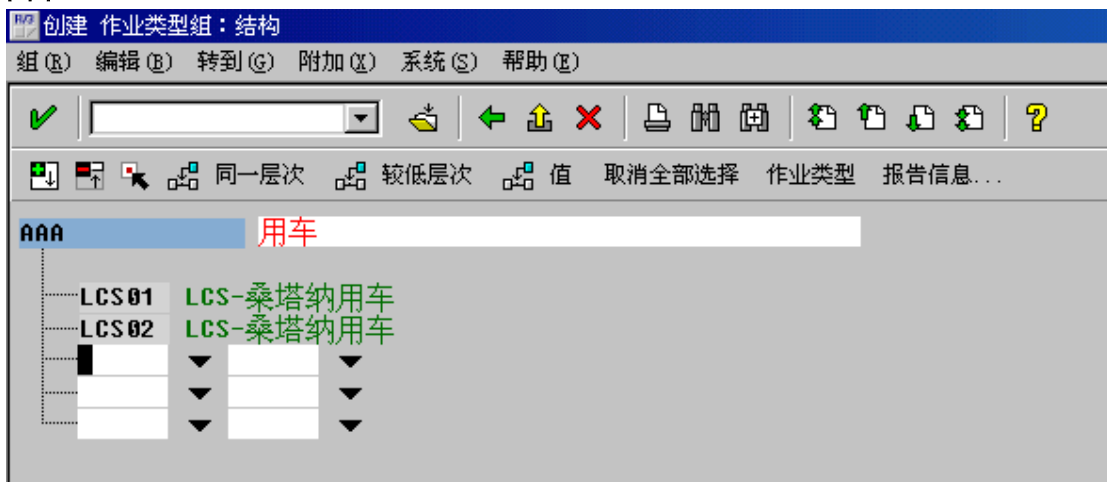 创建 作业类型组：结构
组(R) 编辑(B) 转到(G) 附加(X) 系统(S) 帮助(E)
同一层次 较低层次 值 取消全部选择 作业类型 报告信息...
AAA 用车
LCS01 LCS-桑塔纳用车
LCS02 LCS-桑塔纳用车